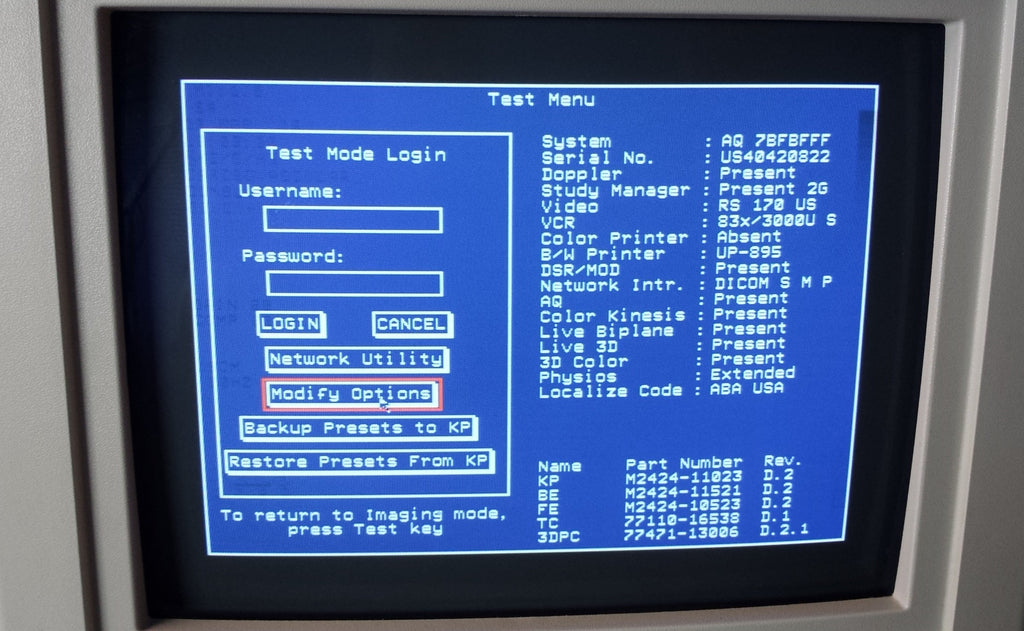 Test Menu
Test Mode Login
Username:
Password:
LOGIN CANCEL
Network Utility
Modify Options
Backup Presets to KP
Restore Presets From KP
To return to Imaging mode,
press Test key
System : AQ 7BFBFFF
Serial No. : US40420822
Doppler : Present
Study Manager : Present 2G
Video : RS 170 US
VCR : 83x/3000U S
Color Printer : Absent
B/W Printer : UP-895
DSR/MOD : Present
Network Intr. : DICOM S M P
AQ : Present
Color Kinesis : Present
Live Biplane : Present
Live 3D : Present
3D Color : Present
Physios : Extended
Localize Code : ABA USA
Name Part Number Rev.
KP M2424-11023 D.2
BE M2424-11521 D.2
FE M2424-10523 D.2
TC 77110-16538 D.1
3DPC 77471-13006 D.2.1